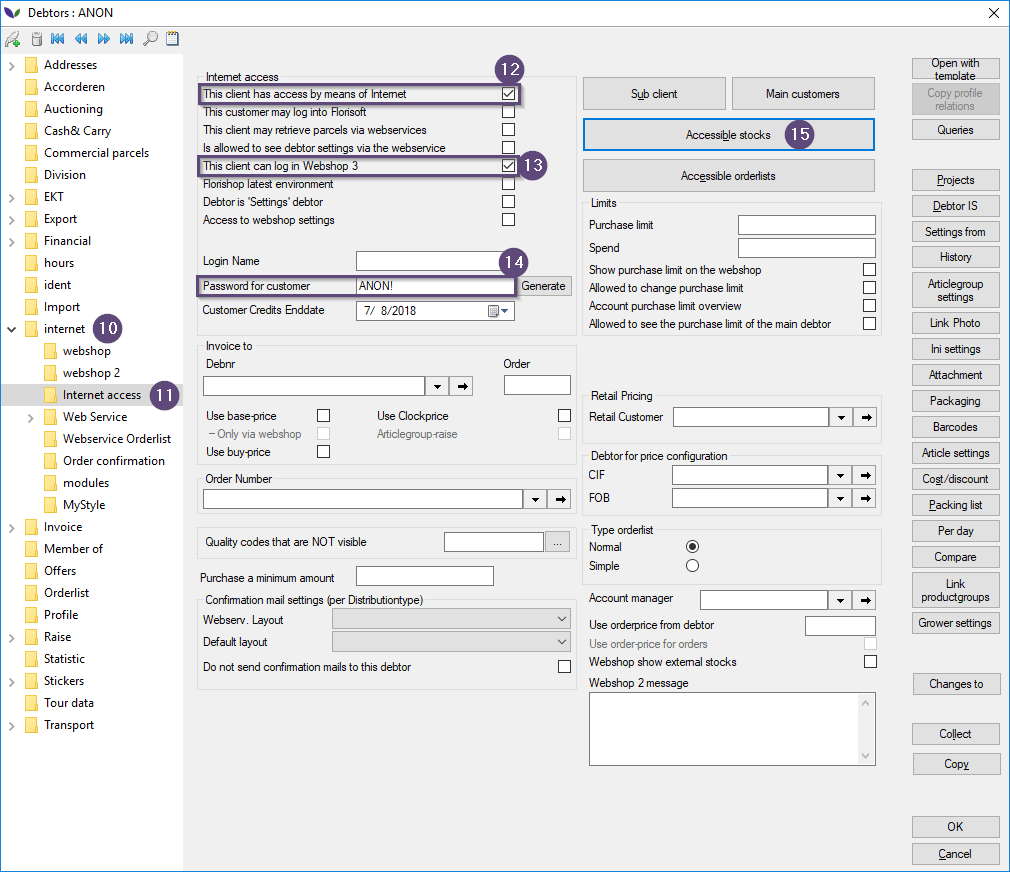 Debtors : ANON
Addresses
Accorderen
Auctioning
Cash& Carry
Commercial parcels
Division
EKT
Export
Financial
hours
ident
Import
internet 10
webshop
webshop 2
Internet access 11
Web Service
Webservice Orderlist
Order confirmation
modules
MyStyle
Invoice
Member of
Offers
Orderlist
Profile
Raise
Statistic
Stickers
Tour data
Transport
Internet access
12
This client has access by means of Internet
This customer may log into Florisoft
This client may retrieve parcels via webservices
Is allowed to see debtor settings via the webservice
This client can log in Webshop 3 13
Florishop latest environment
Debtor is 'Settings' debtor
Access to webshop settings
Login Name
14
Password for customer ANON! Generate
Customer Credits Enddate 7/ 8/2018
Invoice to
Debnr Order
Use base-price Use Clockprice
– Only via webshop Articlegroup-raise
Use buy-price
Order Number
Quality codes that are NOT visible ...
Purchase a minimum amount
Confirmation mail settings (per Distributiontype)
Webserv. Layout
Default layout
Do not send confirmation mails to this debtor
Sub client Main customers
Accessible stocks 15
Accessible orderlists
Limits
Purchase limit
Spend
Show purchase limit on the webshop
Allowed to change purchase limit
Account purchase limit overview
Allowed to see the purchase limit of the main debtor
Retail Pricing
Retail Customer
Debtor for price configuration
CIF
FOB
Type orderlist
Normal
Simple
Account manager
Use orderprice from debtor
Use order-price for orders
Webshop show external stocks
Webshop 2 message
Open with
template
Copy profile
relations
Queries
Projects
Debtor IS
Settings from
History
Articlegroup
settings
Link Photo
Ini settings
Attachment
Packaging
Barcodes
Article settings
Cost/discount
Packing list
Per day
Compare
Link
productgroups
Grower settings
Changes to
Collect
Copy
OK
Cancel